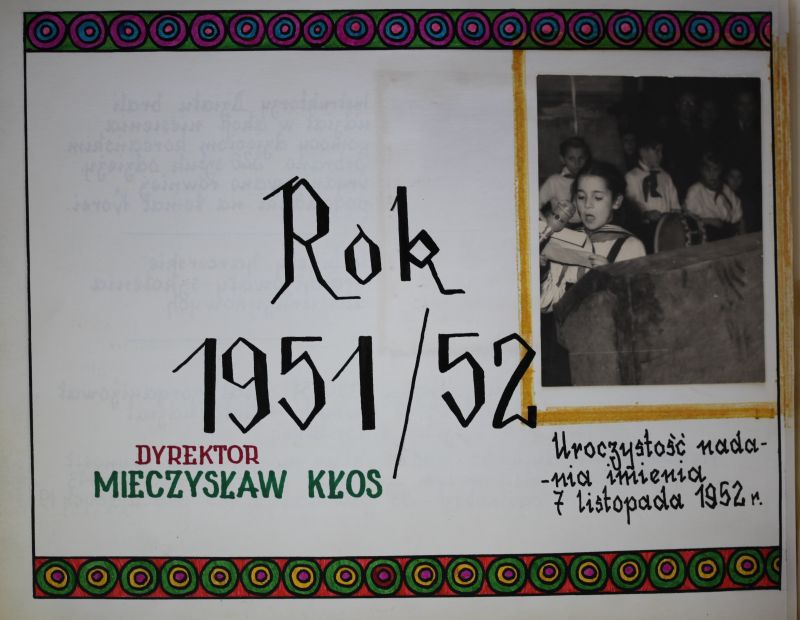 Rok
1951/52
DYREKTOR
MIECZYSŁAW KŁOS
Uroczystość nada-
-nia imienia
7 listopada 1952 r.